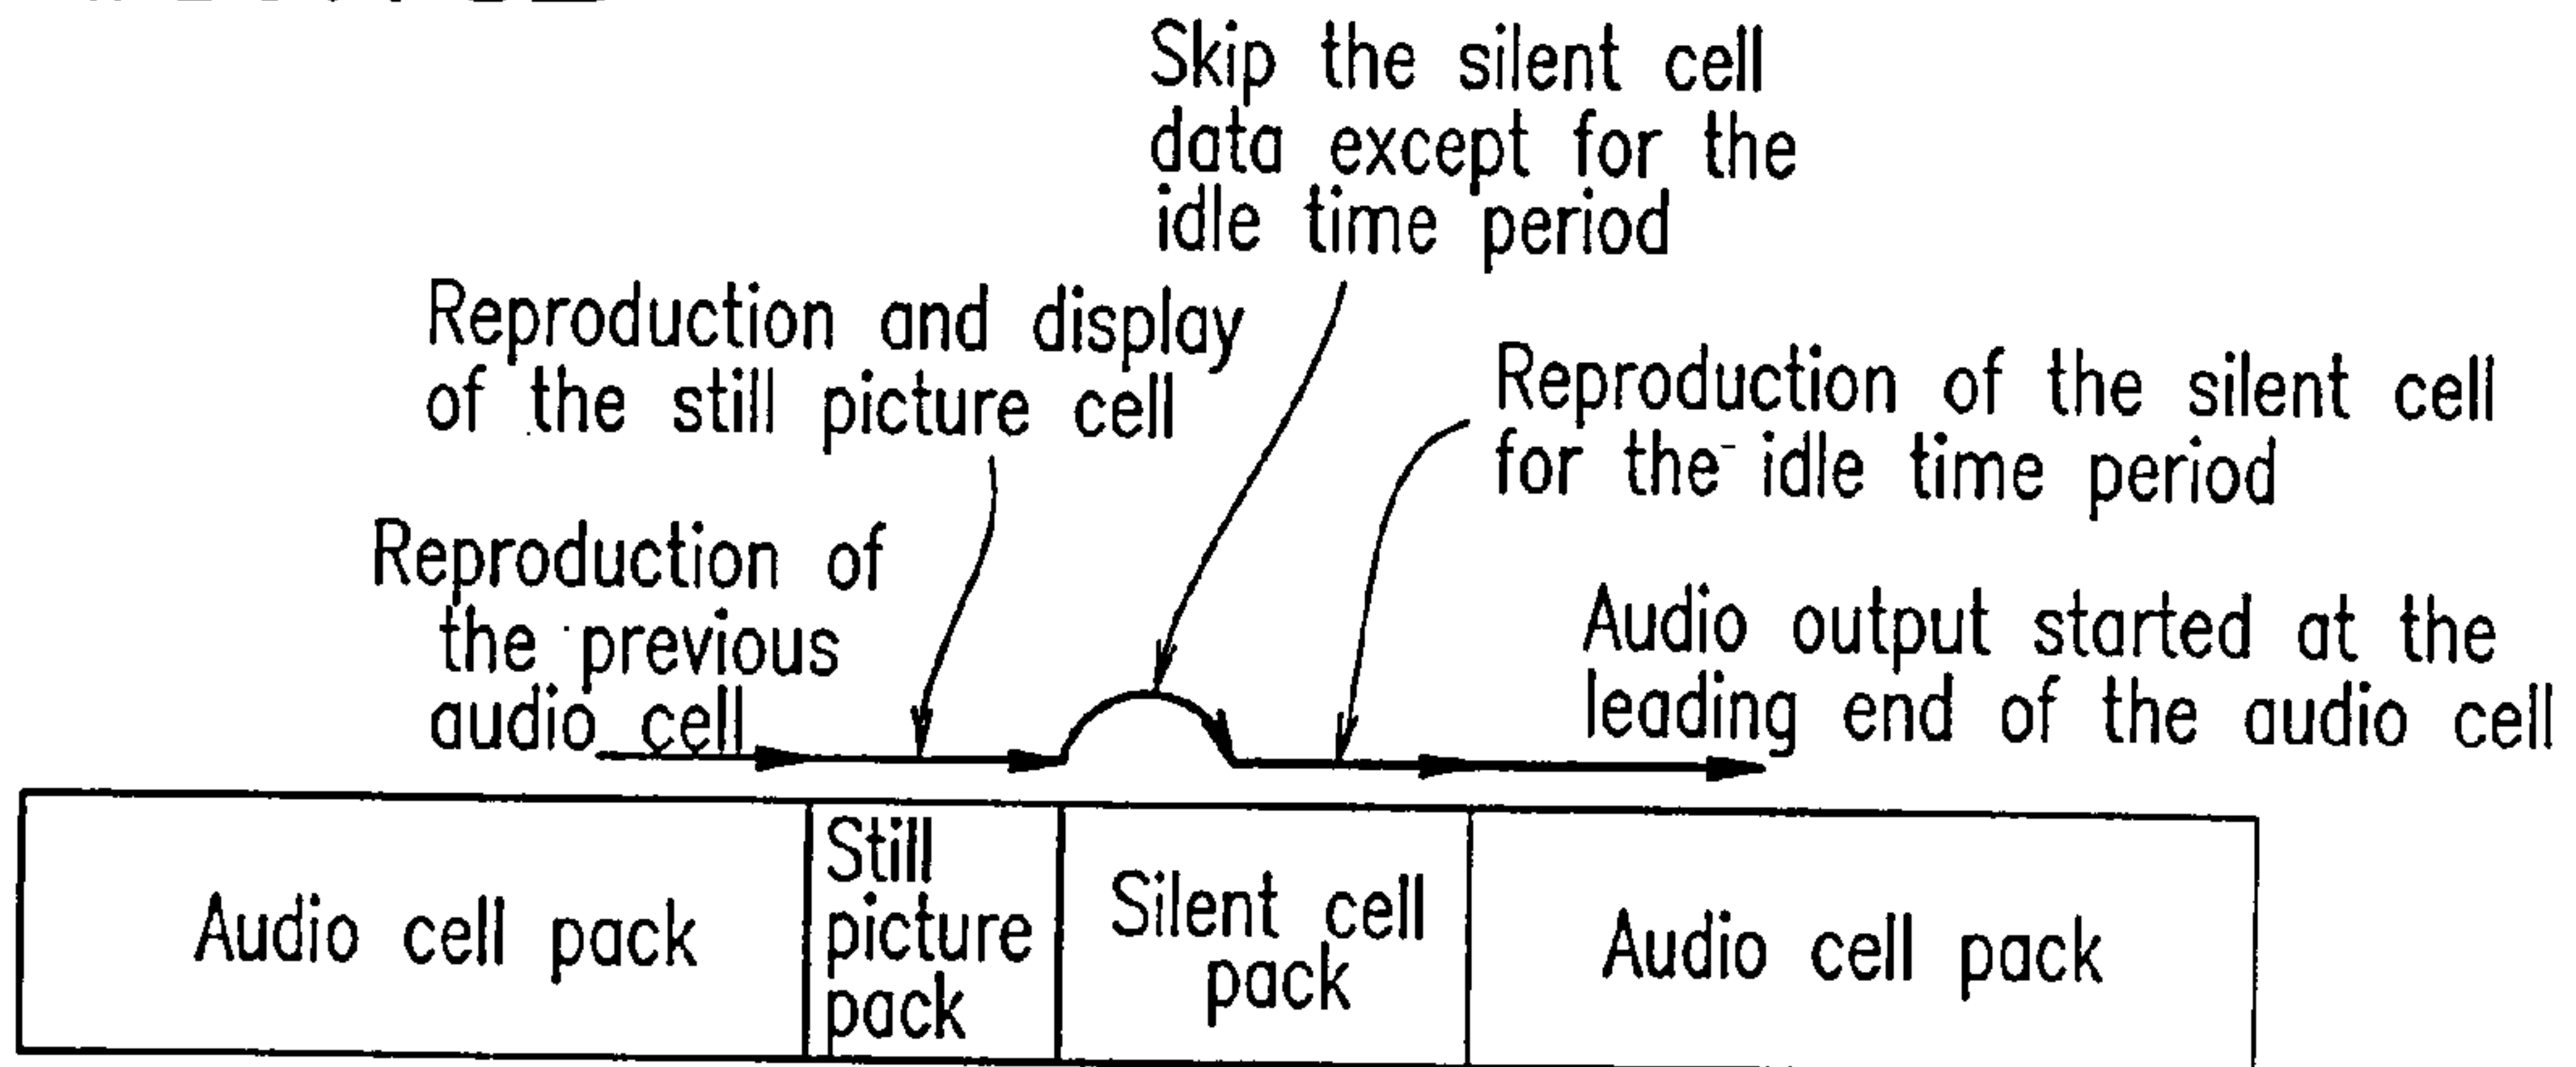 Skip the silent cell
data except for the
idle time period
Reproduction and display
of the still picture cell
Reproduction of the silent cell
for the idle time period
Reproduction of
the previous
audio cell
Audio output started at the
leading end of the audio cell
Audio cell pack
Still
picture
pack
Silent cell
pack
Audio cell pack